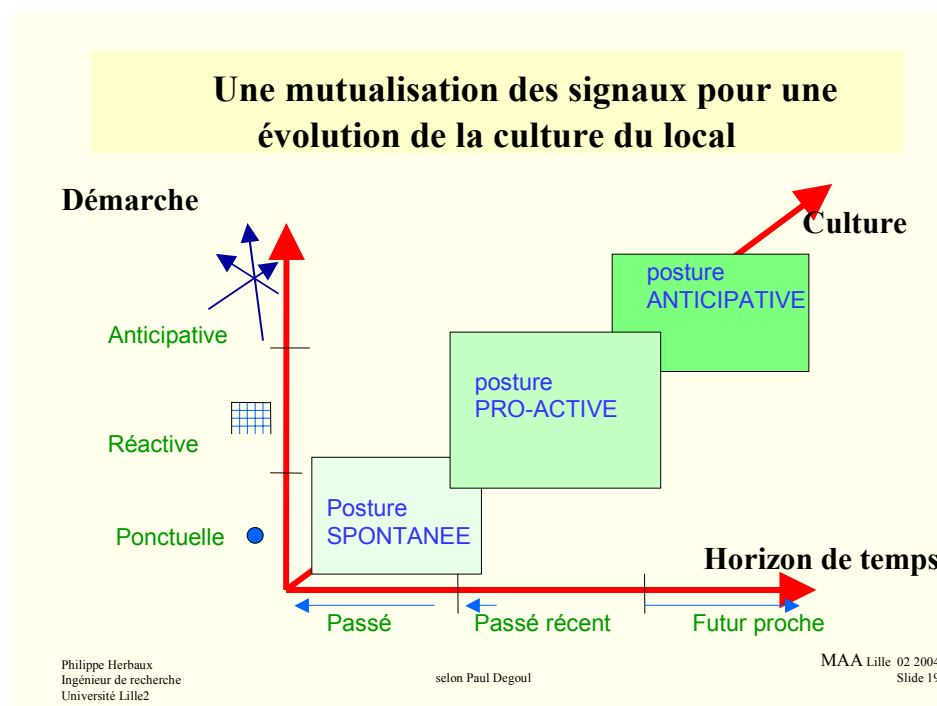 Une mutualisation des signaux pour une
évolution de la culture du local
Démarche
Culture
posture
ANTICIPATIVE
Anticipative
posture
PRO-ACTIVE
Réactive
Posture
SPONTANEE
Ponctuelle
Horizon de temps
Passé
Passé récent
Futur proche
Philippe Herbaux
Ingénieur de recherche
Université Lille2
selon Paul Degoul
MAA Lille 02 2004
Slide 19